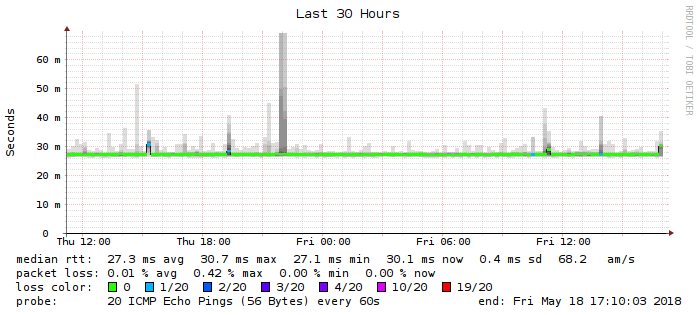 Last 30 Hours
RRDTOOL / TOBI OETIKER
Seconds
60 m
50 m
40 m
30 m
20 m
10 m
0
Thu 12:00 Thu 18:00 Fri 00:00 Fri 06:00 Fri 12:00
median rtt: 27.3 ms avg 30.7 ms max 27.1 ms min 30.1 ms now 0.4 ms sd 68.2 am/s
packet loss: 0.01 % avg 0.42 % max 0.00 % min 0.00 % now
loss color: 0 1/20 2/20 3/20 4/20 10/20 19/20
probe: 20 ICMP Echo Pings (56 Bytes) every 60s end: Fri May 18 17:10:03 2018